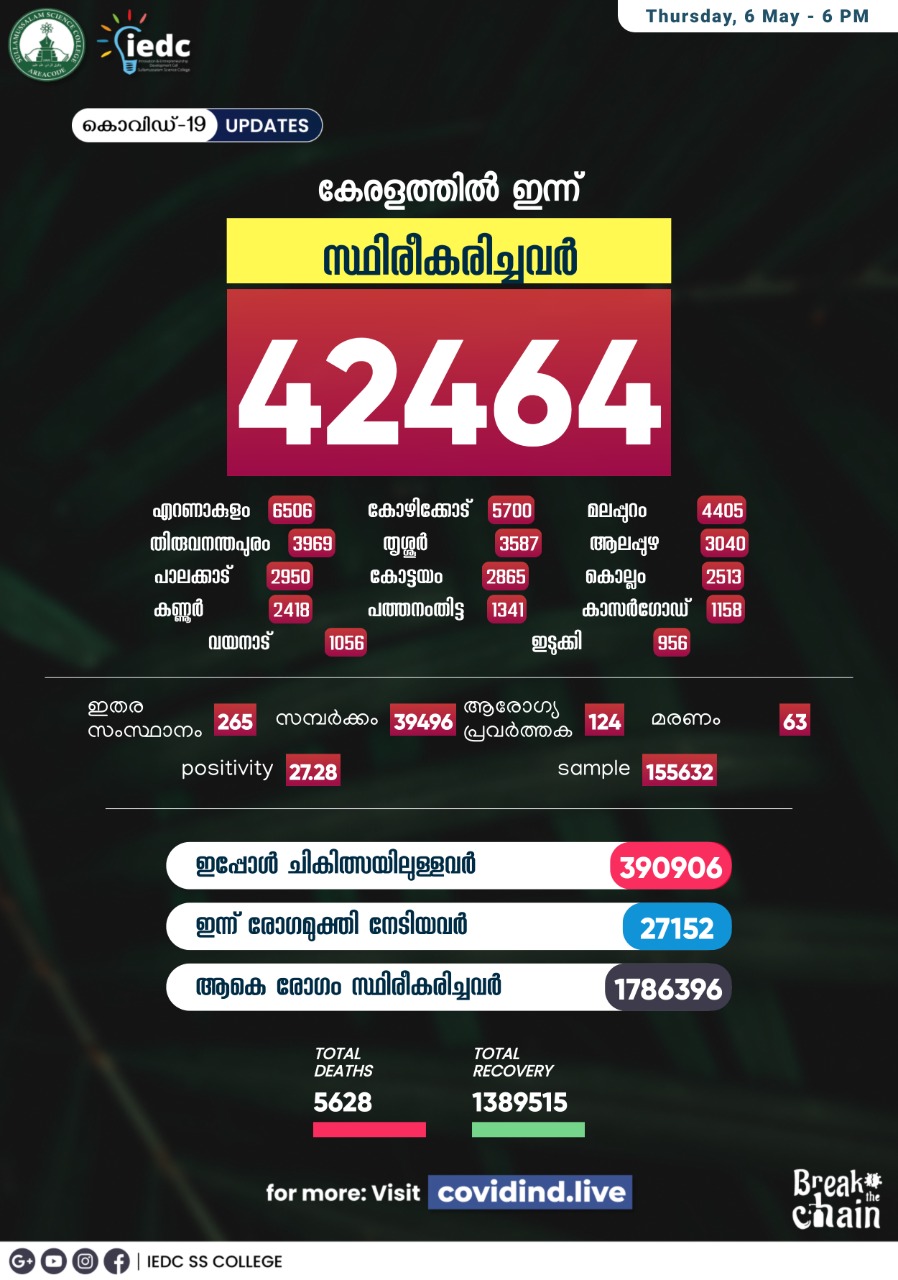 Thursday, 6 May - 6 PM
SULLAMUSSALAM SCIENCE COLLEGE
AREACODE
iedc
കൊവിഡ്-19 UPDATES
കേരളത്തിൽ ഇന്ന്
സ്ഥിരീകരിച്ചവർ
42464
എറണാകുളം 6506 കോഴിക്കോട് 5700 മലപ്പുറം 4405
തിരുവനന്തപുരം 3969 തൃശ്ശൂർ 3587 ആലപ്പുഴ 3040
പാലക്കാട് 2950 കോട്ടയം 2865 കൊല്ലം 2513
കണ്ണൂർ 2418 പത്തനംതിട്ട 1341 കാസർഗോഡ് 1158
വയനാട് 1056 ഇടുക്കി 956
ഇതര
സംസ്ഥാനം 265 സമ്പർക്കം 39496 ആരോഗ്യ
പ്രവർത്തക 124 മരണം 63
positivity 27.28 sample 155632
ഇപ്പോൾ ചികിത്സയിലുള്ളവർ 390906
ഇന്ന് രോഗമുക്തി നേടിയവർ 27152
ആകെ രോഗം സ്ഥിരീകരിച്ചവർ 1786396
TOTAL
DEATHS
5628
TOTAL
RECOVERY
1389515
for more: Visit covidind.live
Break
the
chain
IEDC SS COLLEGE